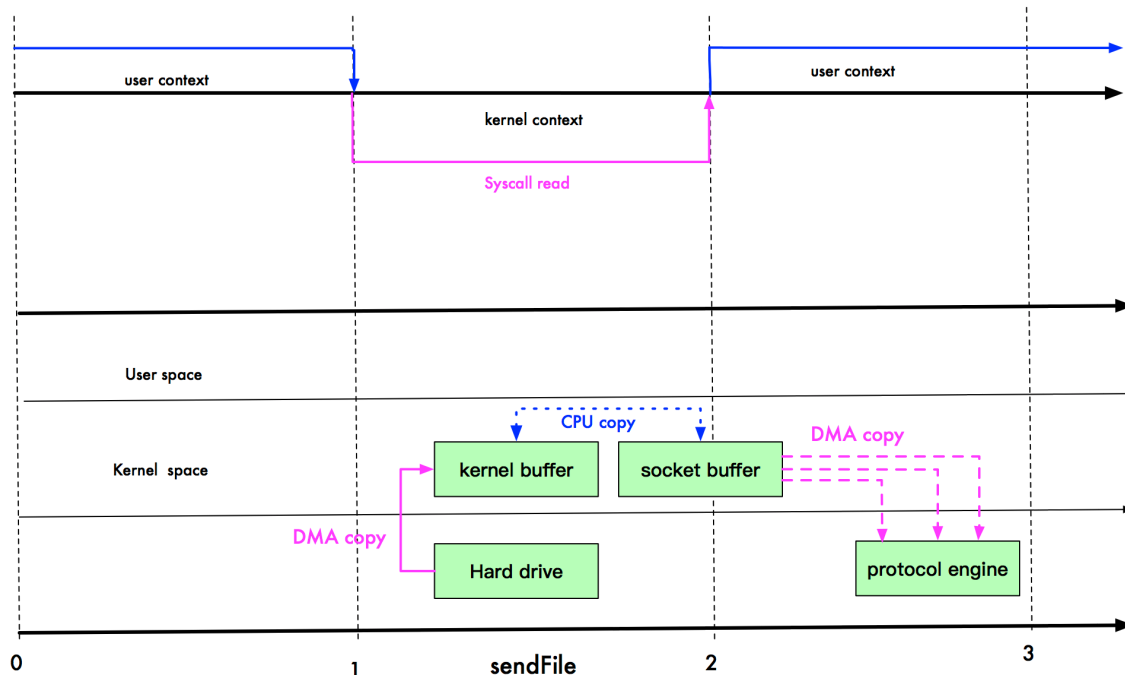 user context
user context
kernel context
Syscall read
User space
CPU copy
DMA copy
Kernel space
kernel buffer
socket buffer
DMA copy
Hard drive
protocol engine
0
1
sendFile
2
3